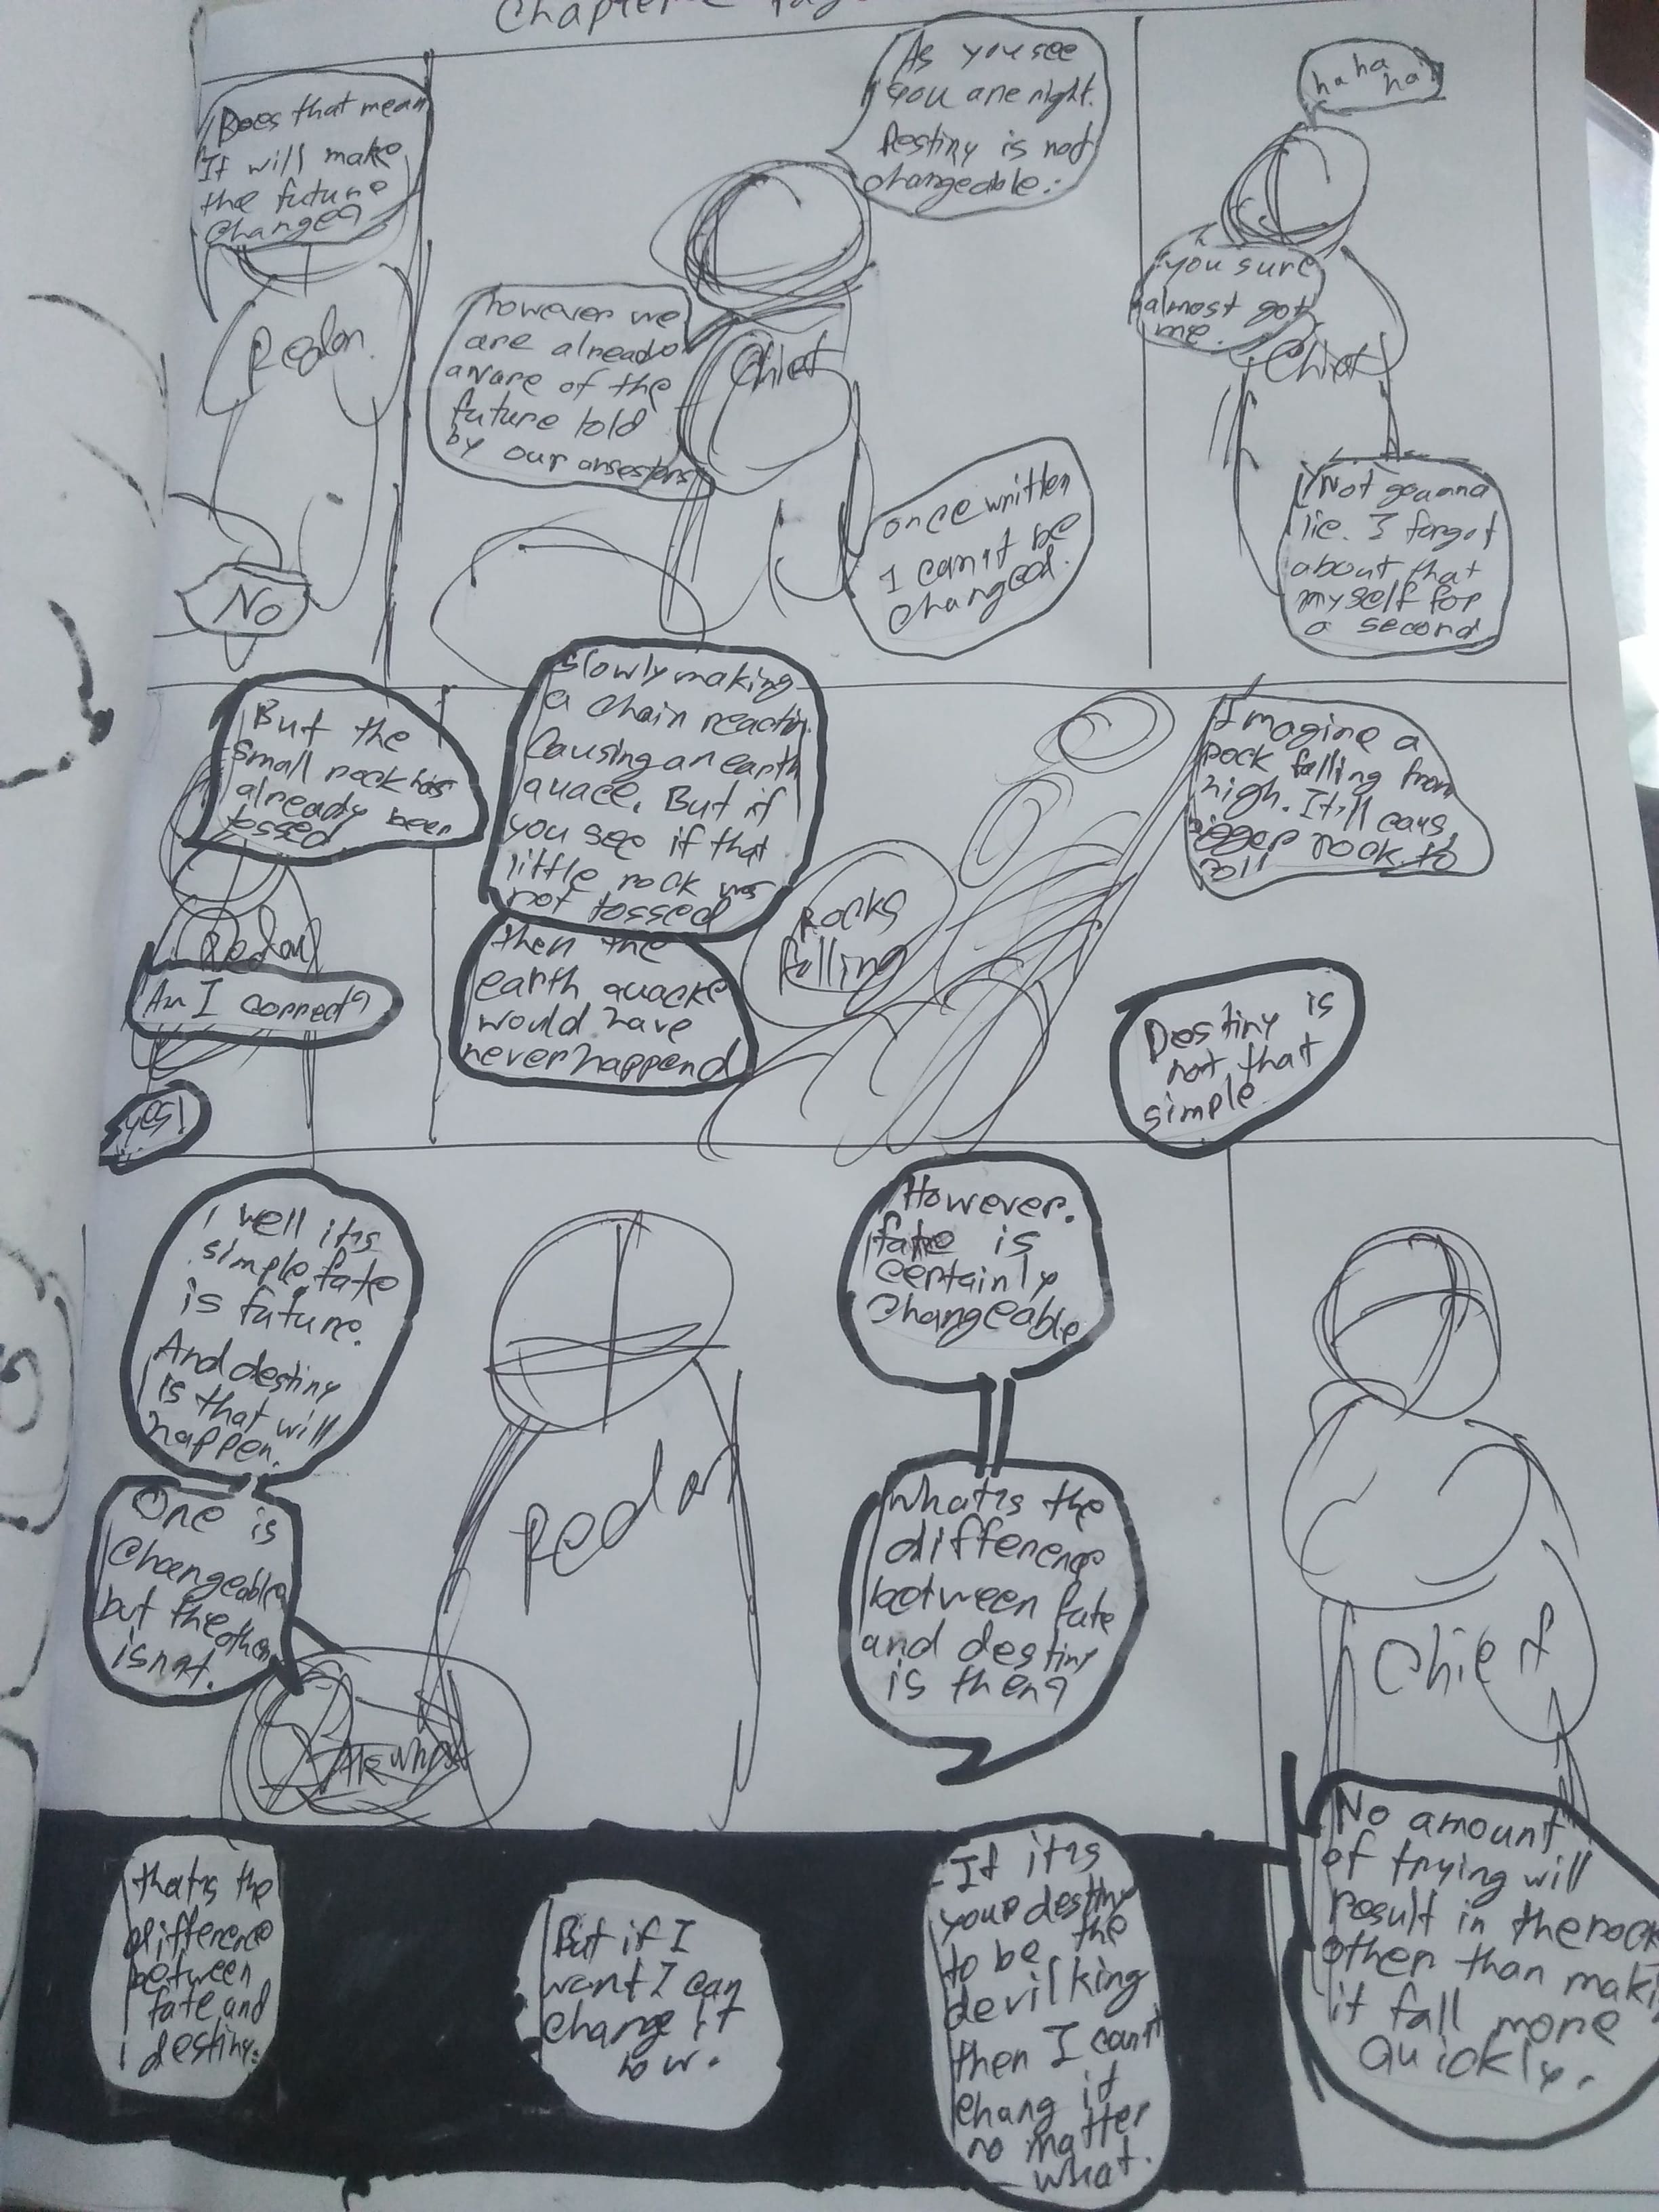 Chapter
ha ha
ha!
you sure
almost got
me.
Chief
Not goanna
lie. I forgot
about that
myself for
a second
As you see
you are right.
Destiny is not
changeable.
however we
are already
aware of the
future told
by our ansestors
Chief
once written
I can't be
changed.
Does that mean
It will make
the future
change?
Redon
No
Imagine a
rock falling from
high. It'll caus
bigger rock to
roll
Destiny is
not that
simple
Rocks
falling
slowly making
a chain reaction
Causing an earth
quace. But if
you see if that
little rock was
not tossed
then the
earth quacke
would have
never happend
But the
small rock has
already been
tossed
Redon
Am I correct?
yes!
Chief
No amount
of trying will
result in the rock
other than maki
it fall more
Quickly.
However.
fate is
certainly
changeable
What's the
difference
between fate
and destiny
is then?
Redon
I well it's
simple, fate
is future.
And destiny
is that will
happen.
One is
changeable
but the other
is not.
If it's
your destiny
to be the
devil king
then I can't
chang it
no matter
what.
But if I
want I can
change it
now.
that's the
difference
between
fate and
destiny.